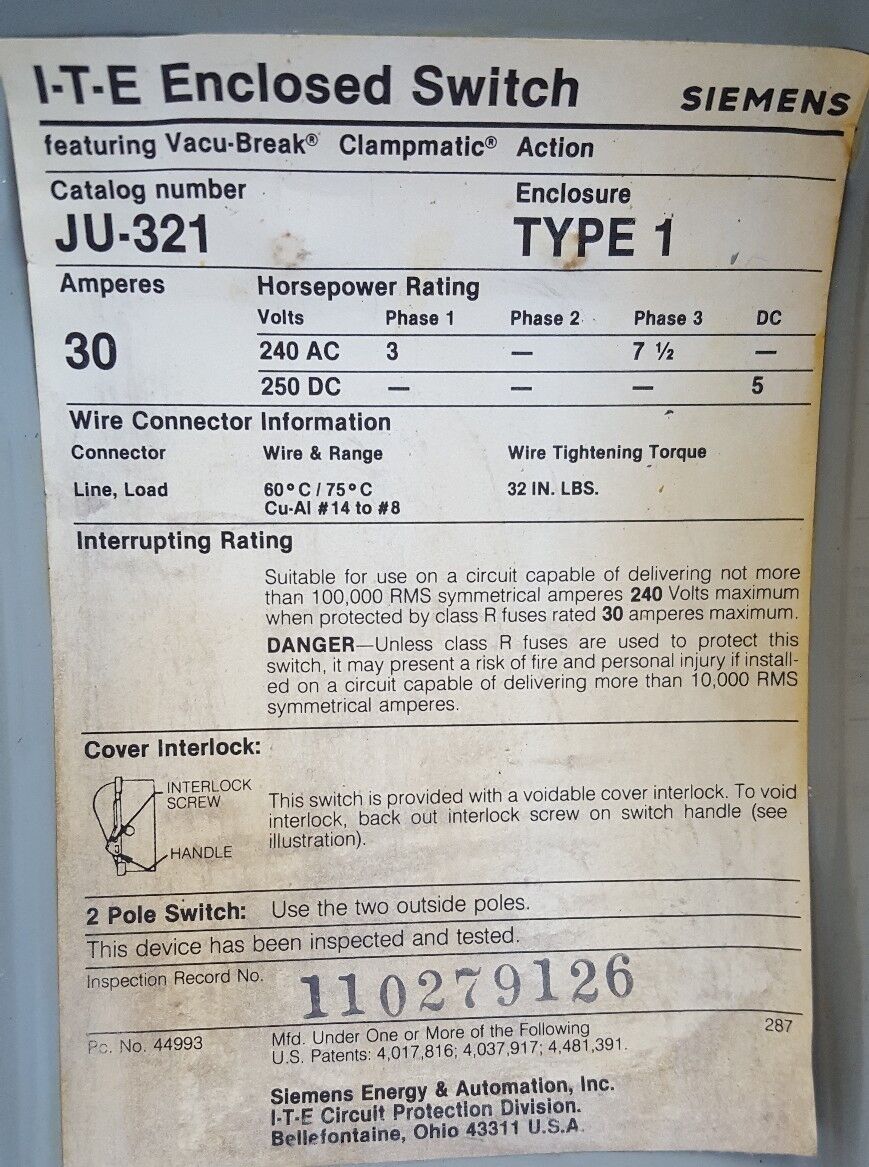 I-T-E Enclosed Switch SIEMENS
featuring Vacu-Break® Clampmatic® Action
Catalog number Enclosure
JU-321 TYPE 1
Amperes Horsepower Rating
Volts Phase 1 Phase 2 Phase 3 DC
30 240 AC 3 — 7 ½ —
250 DC — — — 5
Wire Connector Information
Connector Wire & Range Wire Tightening Torque
Line, Load 60°C / 75°C 32 IN. LBS.
Cu-Al #14 to #8
Interrupting Rating
Suitable for use on a circuit capable of delivering not more
than 100,000 RMS symmetrical amperes 240 Volts maximum
when protected by class R fuses rated 30 amperes maximum.
DANGER—Unless class R fuses are used to protect this
switch, it may present a risk of fire and personal injury if install-
ed on a circuit capable of delivering more than 10,000 RMS
symmetrical amperes.
Cover Interlock:
INTERLOCK
SCREW
HANDLE
This switch is provided with a voidable cover interlock. To void
interlock, back out interlock screw on switch handle (see
illustration).
2 Pole Switch: Use the two outside poles.
This device has been inspected and tested.
Inspection Record No. 110279126
Pc. No. 44993 Mfd. Under One or More of the Following 287
U.S. Patents: 4,017,816; 4,037,917; 4,481,391.
Siemens Energy & Automation, Inc.
I-T-E Circuit Protection Division.
Bellefontaine, Ohio 43311 U.S.A.